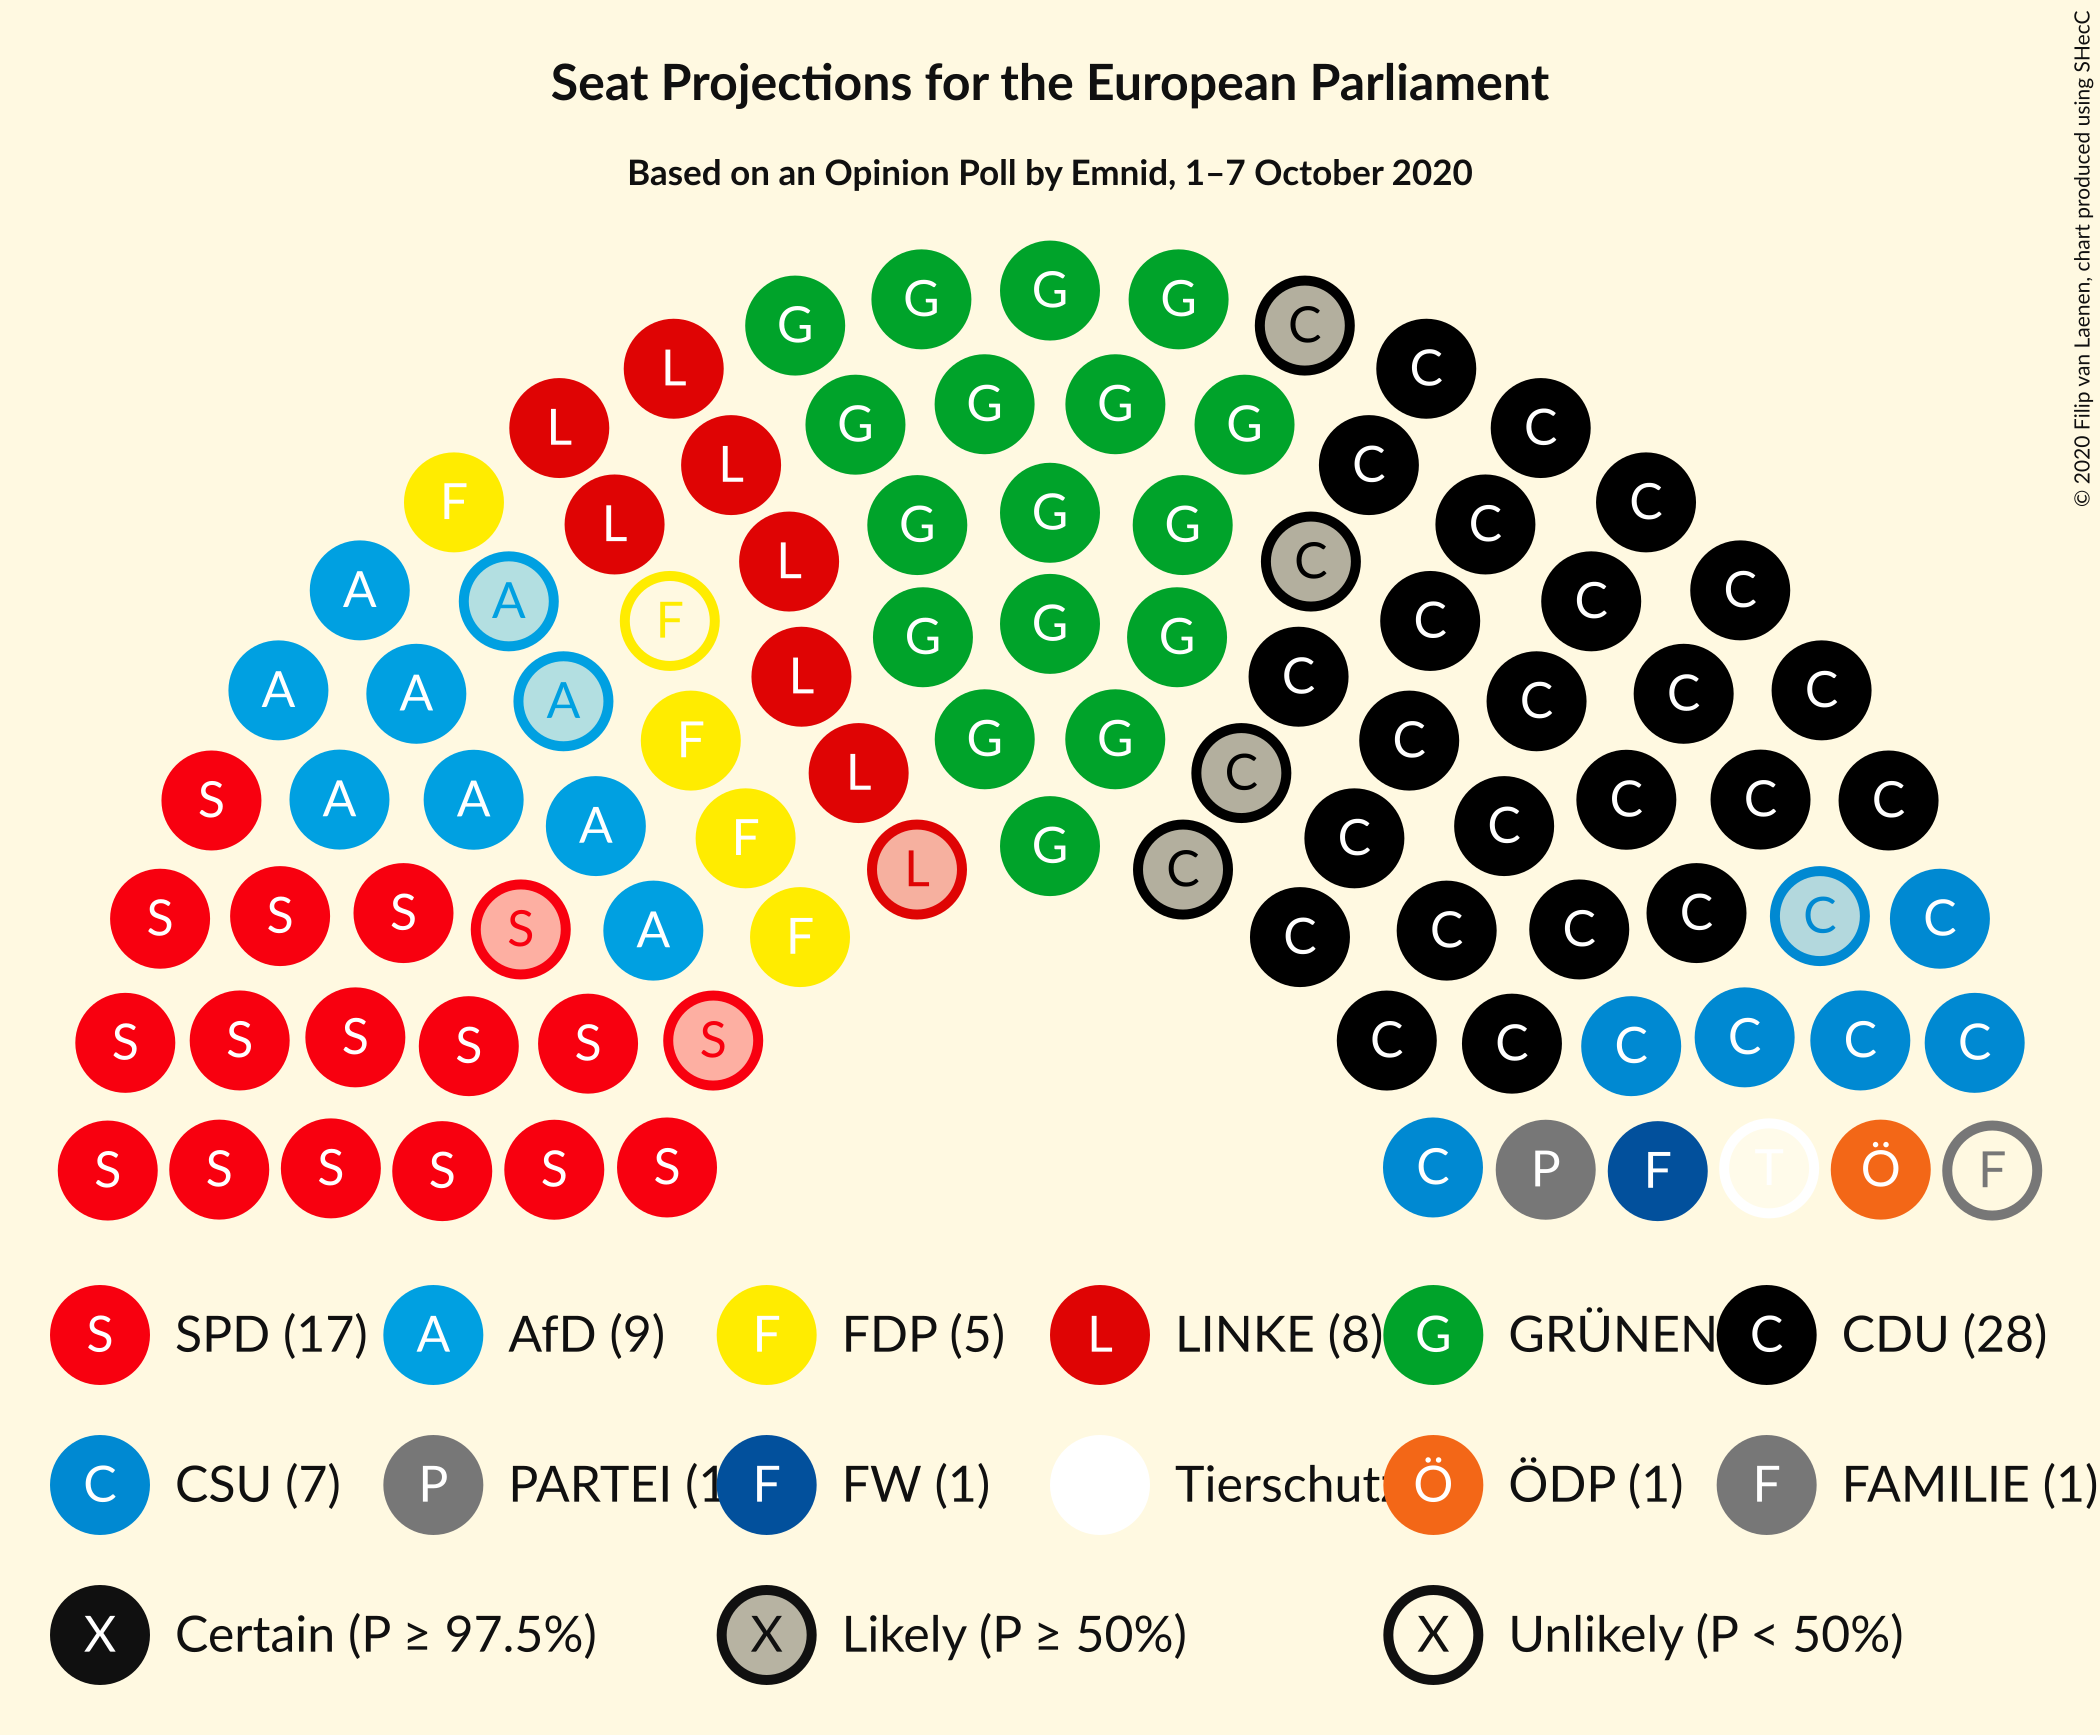 Seat Projections for the European Parliament
Based on an Opinion Poll by Emnid, 1–7 October 2020
© 2020 Filip van Laenen, chart produced using SHecC
G G G G C
L C
G G G G
L C
L C
F G G G C
L C
A C C
A L F G G G C C C
A A A L C C C C
F G G C
S A A L C C C C
A F C C
S S S S A F L G C C C C C C C
S S S S S S C C C C C C
S S S S S S C P F T Ö F
S SPD (17) A AfD (9) F FDP (5) L LINKE (8) G GRÜNEN C CDU (28)
C CSU (7) P PARTEI (1 F FW (1) Tierschutz Ö ÖDP (1) F FAMILIE (1)
X Certain (P ≥ 97.5%) X Likely (P ≥ 50%) X Unlikely (P < 50%)